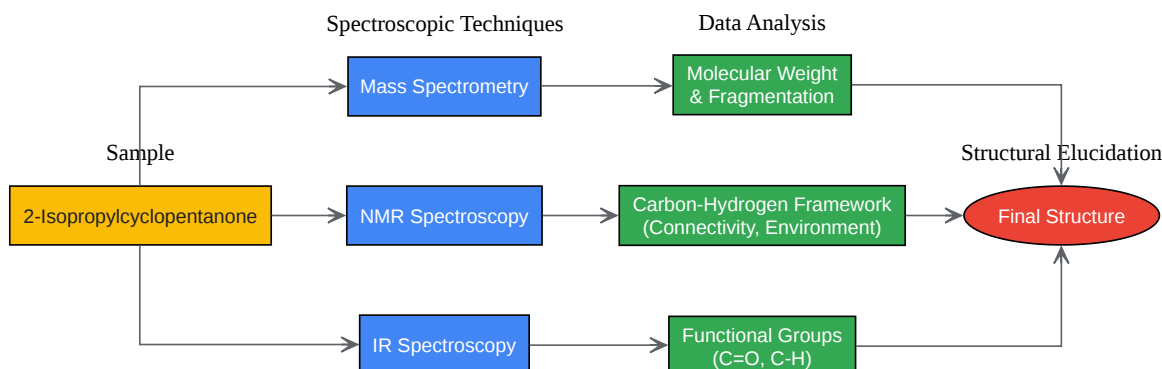 Spectroscopic Techniques
Data Analysis
Mass Spectrometry
Molecular Weight
& Fragmentation
Sample
Structural Elucidation
2-Isopropylcyclopentanone
NMR Spectroscopy
Carbon-Hydrogen Framework
(Connectivity, Environment)
Final Structure
IR Spectroscopy
Functional Groups
(C=O, C-H)